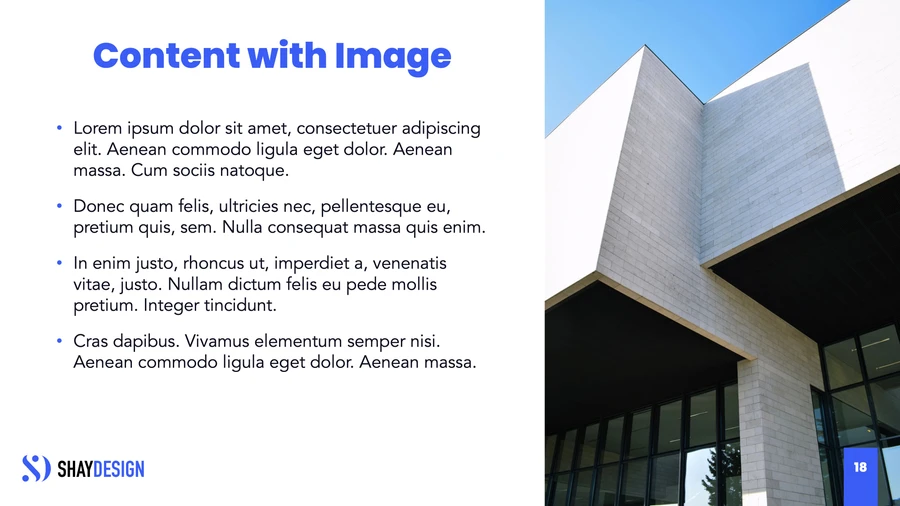 Content with Image
• Lorem ipsum dolor sit amet, consectetuer adipiscing
elit. Aenean commodo ligula eget dolor. Aenean
massa. Cum sociis natoque.
• Donec quam felis, ultricies nec, pellentesque eu,
pretium quis, sem. Nulla consequat massa quis enim.
• In enim justo, rhoncus ut, imperdiet a, venenatis
vitae, justo. Nullam dictum felis eu pede mollis
pretium. Integer tincidunt.
• Cras dapibus. Vivamus elementum semper nisi.
Aenean commodo ligula eget dolor. Aenean massa.
SHAYDESIGN
18